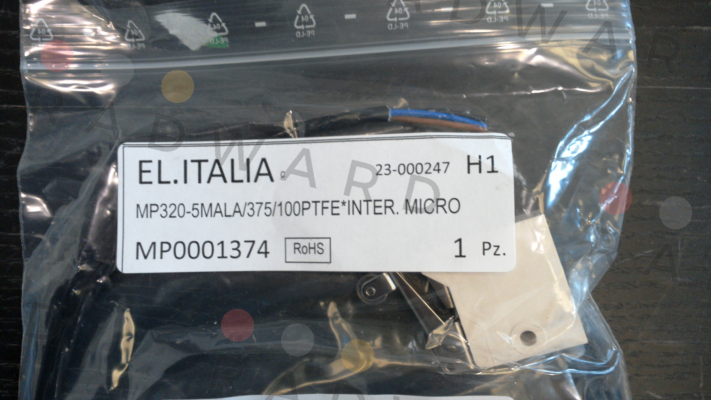 EL.ITALIA
23-000247 H1
MP320-5MALA/375/100PTFE*INTER. MICRO
MP0001374 RoHS 1 Pz.